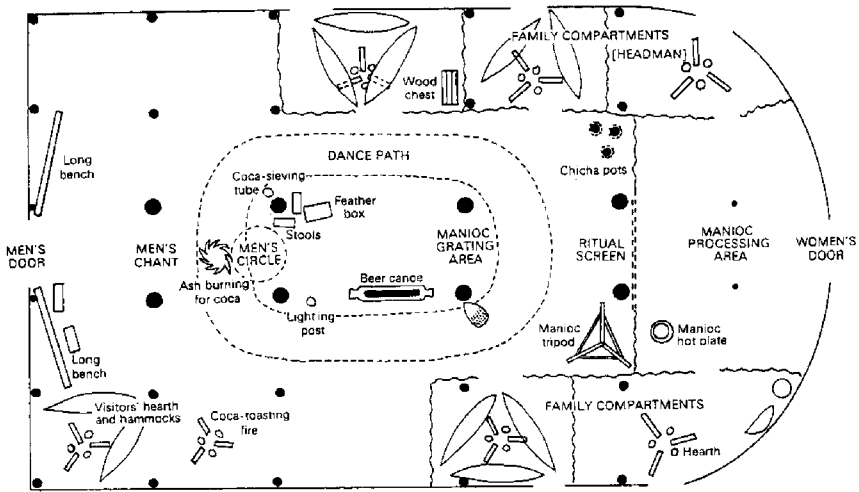 FAMILY COMPARTMENTS
[HEADMAN]
Wood
chest
Long
bench
DANCE PATH
Coca-sieving
tube
Feather
box
Stools
Chicha pots
MEN'S
DOOR
MEN'S
CHANT
MEN'S
CIRCLE
MANIOC
GRATING
AREA
RITUAL
SCREEN
MANIOC
PROCESSING
AREA
WOMEN'S
DOOR
Ash burning
for coca
Beer canoe
Lighting
post
Manioc
tripod
Manioc
hot plate
Long
bench
Visitors' hearth
and hammocks
Coca-roasting
fire
FAMILY COMPARTMENTS
Hearth